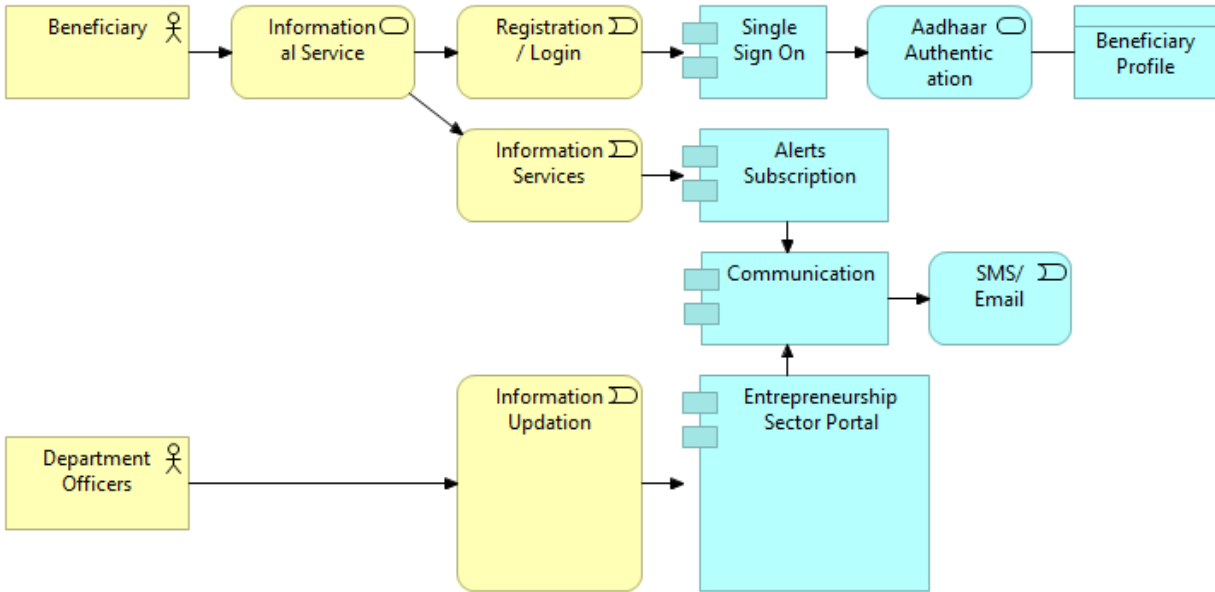 Beneficiary
Information
al Service
Registration
/ Login
Single
Sign On
Aadhaar
Authentic
ation
Beneficiary
Profile
Information
Services
Alerts
Subscription
Communication
SMS/
Email
Information
Updation
Entrepreneurship
Sector Portal
Department
Officers